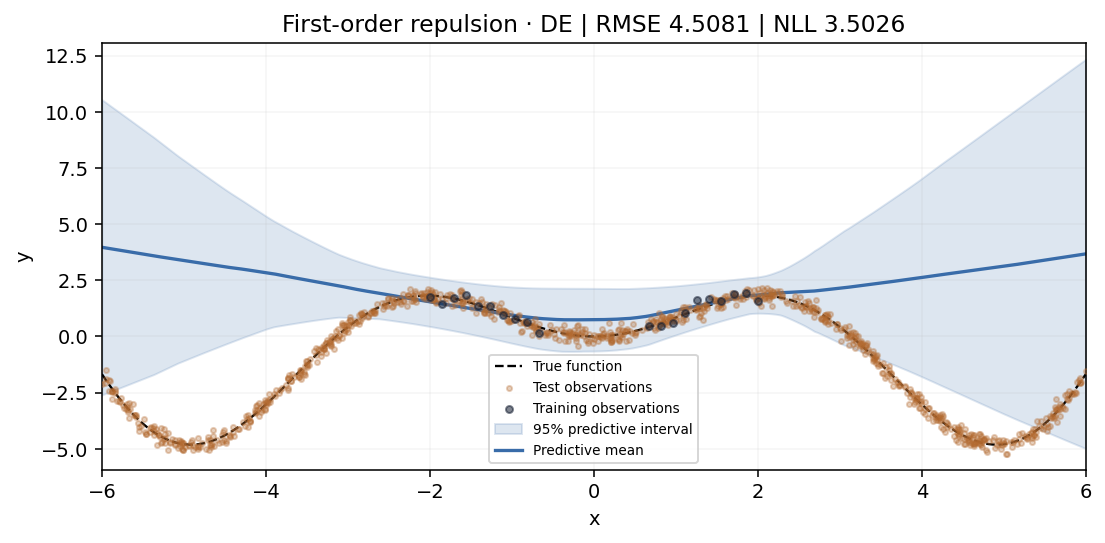 First-order repulsion · DE | RMSE 4.5081 | NLL 3.5026
12.5
10.0
7.5
5.0
2.5
0.0
−2.5
−5.0
y
True function
Test observations
Training observations
95% predictive interval
Predictive mean
−6
−4
−2
0
2
4
6
x